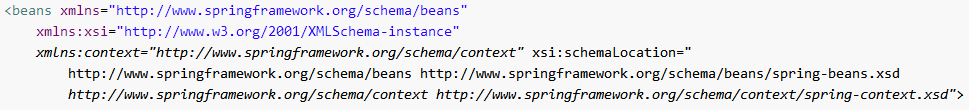 <beans xmlns="http://www.springframework.org/schema/beans"
xmlns:xsi="http://www.w3.org/2001/XMLSchema-instance"
xmlns:context="http://www.springframework.org/schema/context" xsi:schemaLocation="
http://www.springframework.org/schema/beans http://www.springframework.org/schema/beans/spring-beans.xsd
http://www.springframework.org/schema/context http://www.springframework.org/schema/context/spring-context.xsd">